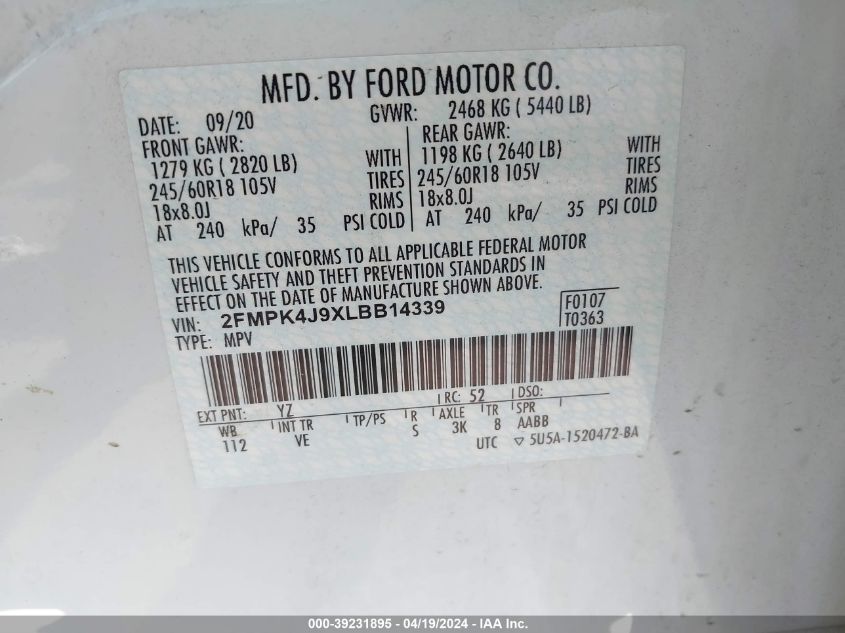 MFD. BY FORD MOTOR CO.
DATE: 09/20 GVWR: 2468 KG ( 5440 LB)
FRONT GAWR: REAR GAWR:
1279 KG ( 2820 LB) WITH 1198 KG ( 2640 LB) WITH
245/60R18 105V TIRES 245/60R18 105V TIRES
18x8.0J RIMS 18x8.0J RIMS
AT 240 kPa/ 35 PSI COLD AT 240 kPa/ 35 PSI COLD
THIS VEHICLE CONFORMS TO ALL APPLICABLE FEDERAL MOTOR
VEHICLE SAFETY AND THEFT PREVENTION STANDARDS IN
EFFECT ON THE DATE OF MANUFACTURE SHOWN ABOVE.
VIN: 2FMPK4J9XLBB14339 F0107
TYPE: MPV T0363
EXT PNT: YZ RC: 52 DSO:
WB INT TR TP/PS R AXLE TR SPR
112 VE S 3K 8 AABB
UTC ▽ 5U5A-1520472-BA
000-39231895 - 04/19/2024 - IAA Inc.